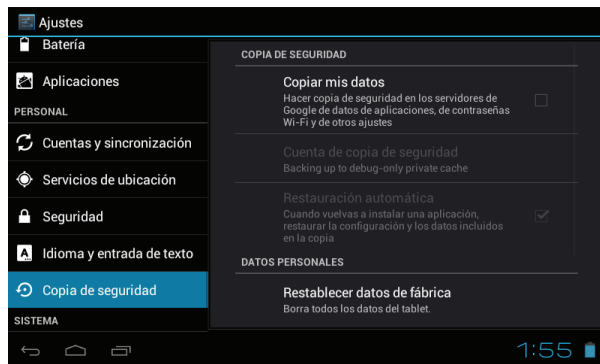 Ajustes
Batería
Aplicaciones
PERSONAL
Cuentas y sincronización
Servicios de ubicación
Seguridad
Idioma y entrada de texto
Copia de seguridad
SISTEMA
COPIA DE SEGURIDAD
Copiar mis datos
Hacer copia de seguridad en los servidores de
Google de datos de aplicaciones, de contraseñas
Wi-Fi y de otros ajustes
Cuenta de copia de seguridad
Backing up to debug-only private cache
Restauración automática
Cuando vuelvas a instalar una aplicación,
restaurar la configuración y los datos incluidos
en la copia
DATOS PERSONALES
Restablecer datos de fábrica
Borra todos los datos del tablet.
1:55